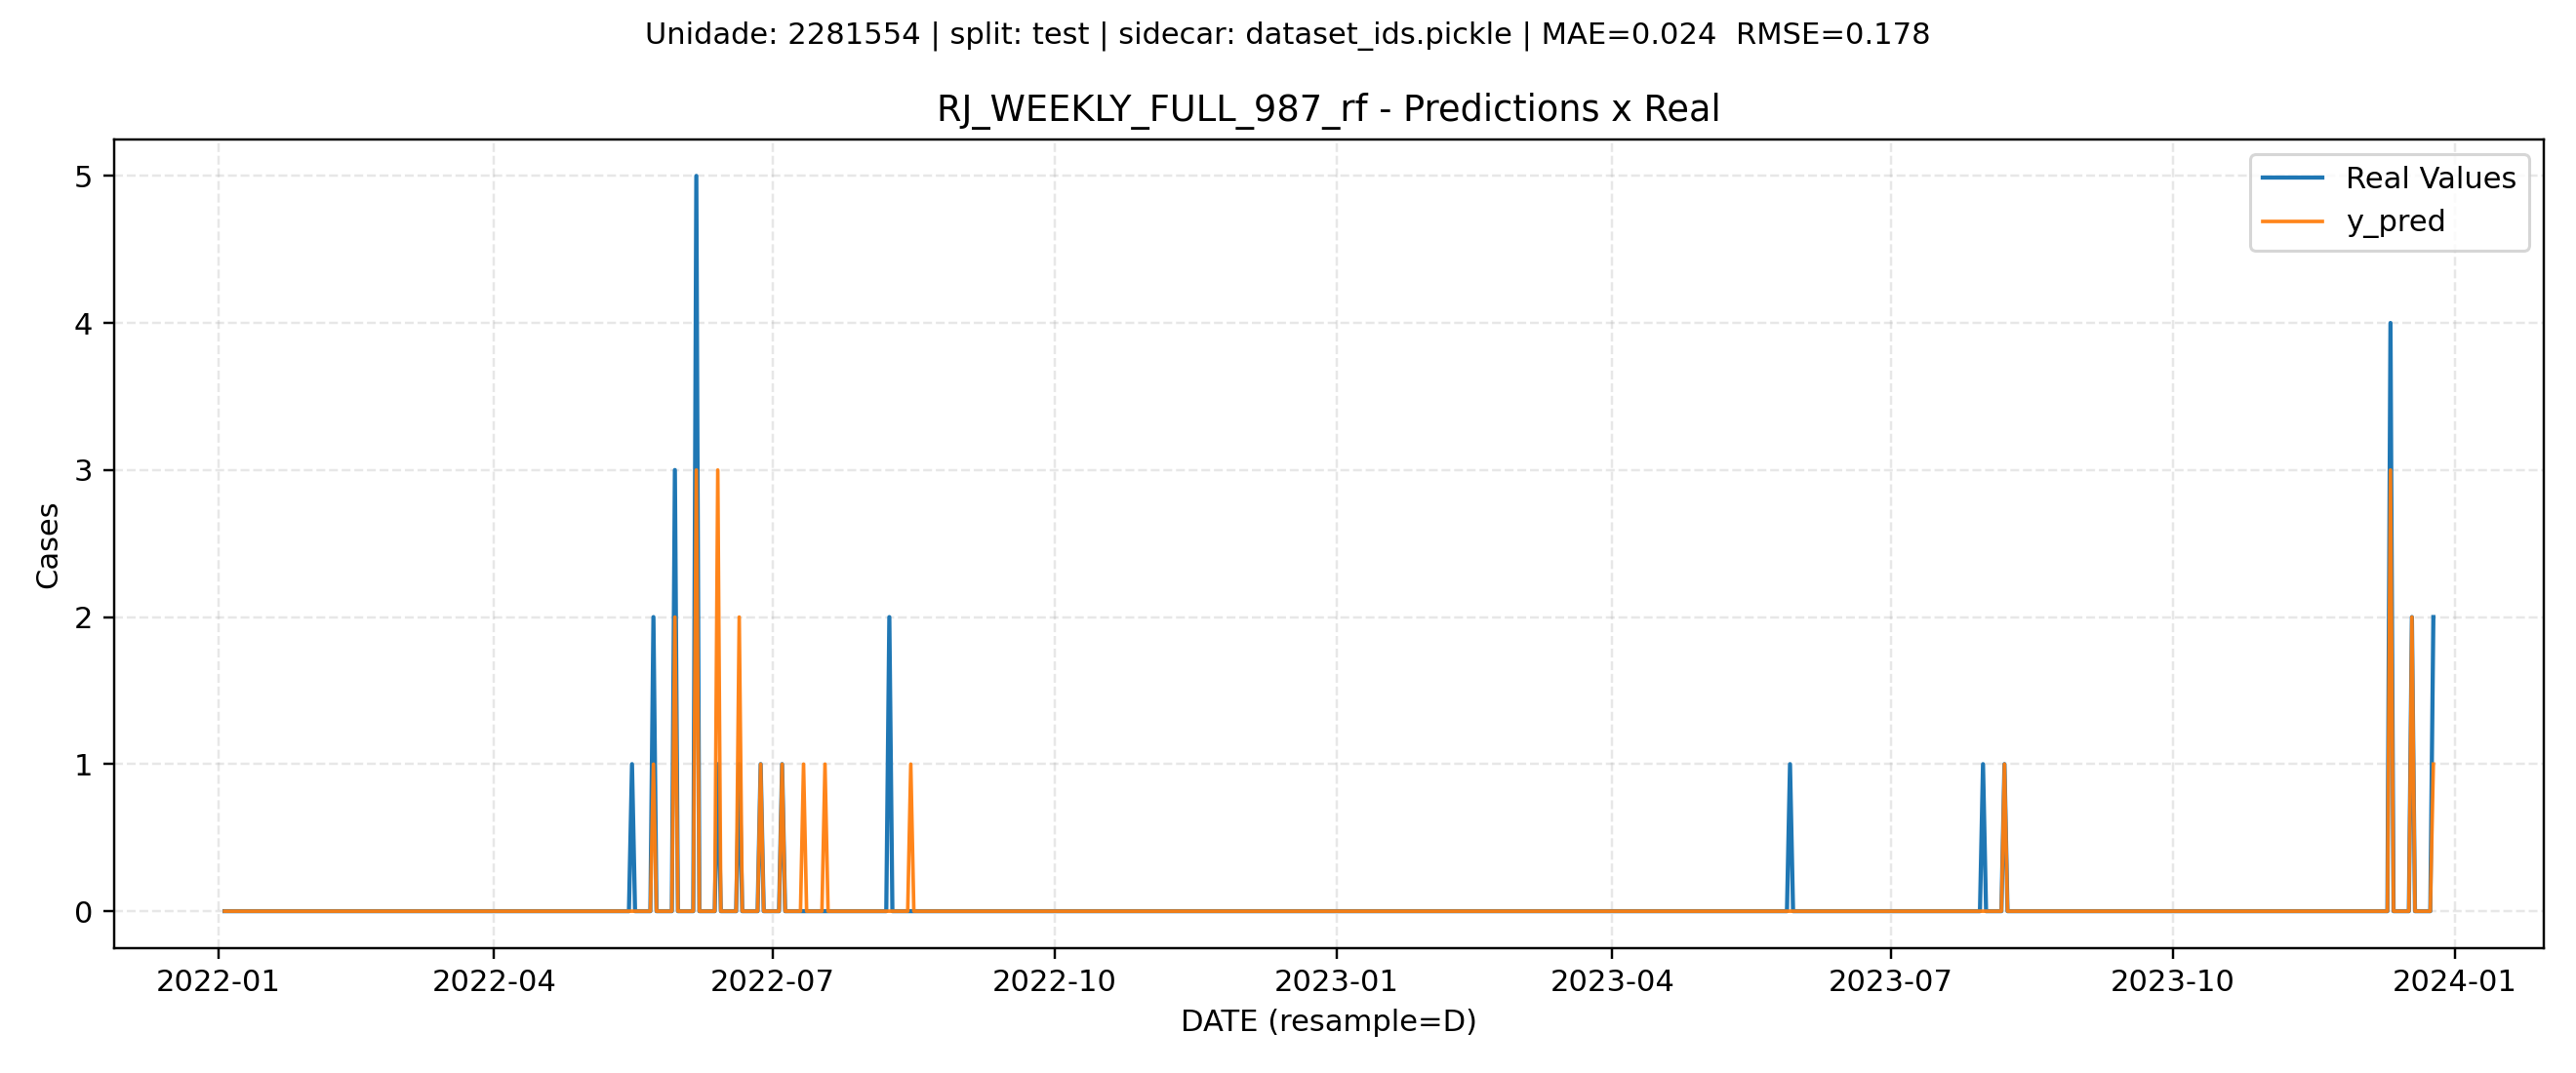 Unidade: 2281554 | split: test | sidecar: dataset_ids.pickle | MAE=0.024  RMSE=0.178
RJ_WEEKLY_FULL_987_rf - Predictions x Real
Real Values
y_pred
5
4
3
2
1
0
Cases
2022-01
2022-04
2022-07
2022-10
2023-01
2023-04
2023-07
2023-10
2024-01
DATE (resample=D)